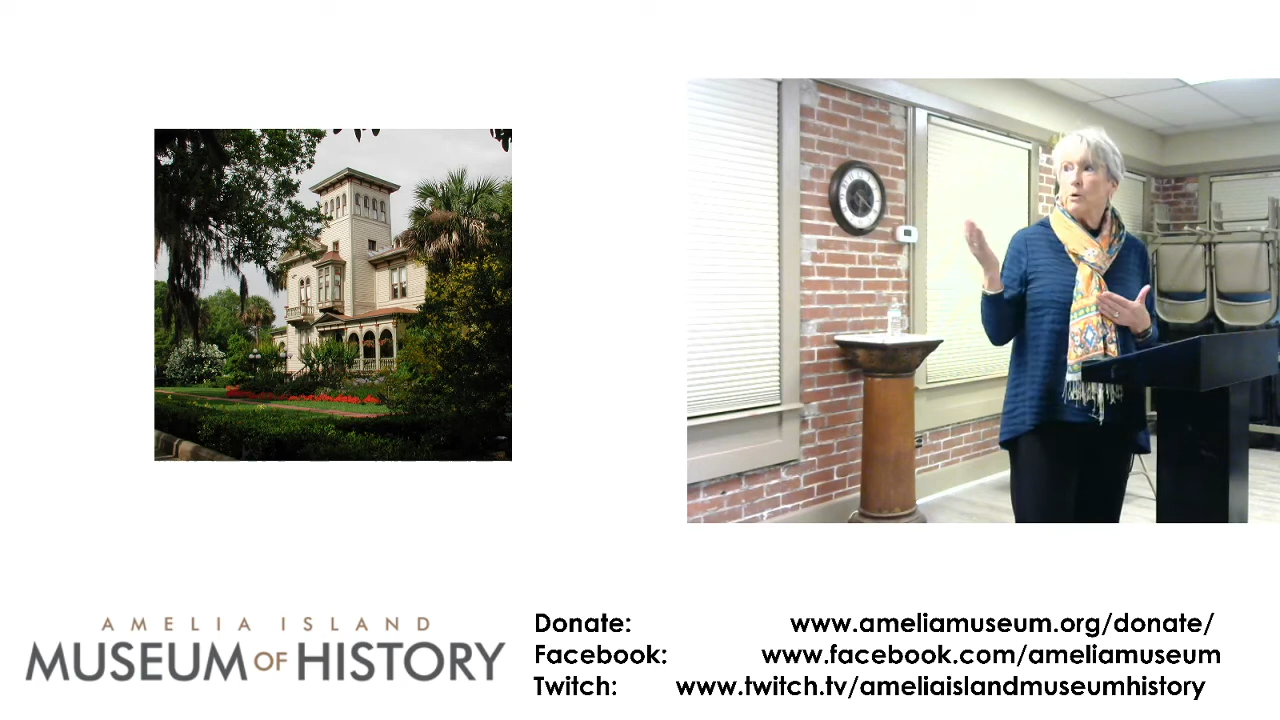 AMELIA ISLAND
MUSEUM OF HISTORY
Donate: www.ameliamuseum.org/donate/
Facebook: www.facebook.com/ameliamuseum
Twitch: www.twitch.tv/ameliaislandmuseumhistory